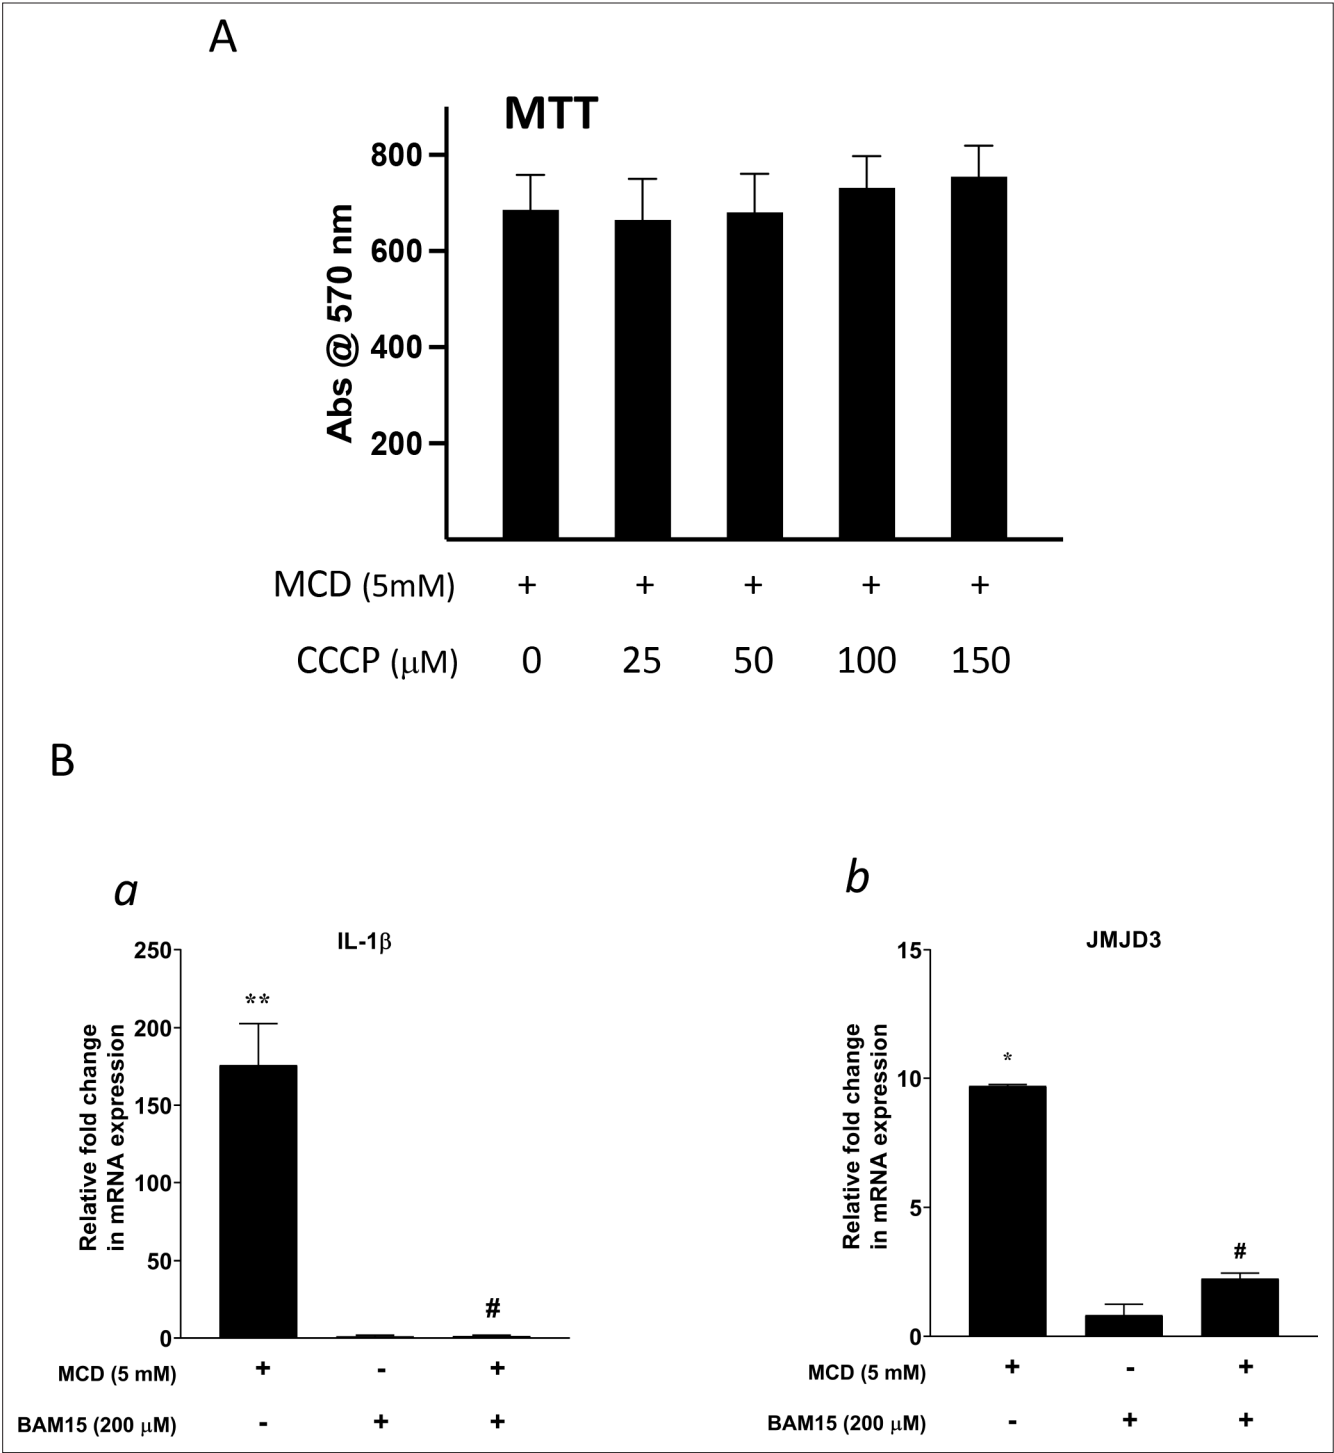 A
MTT
Abs @ 570 nm
800
600
400
200
MCD (5mM) + + + + +
CCCP (μM) 0 25 50 100 150
B
a
IL-1β
Relative fold change
in mRNA expression
250
200
150
100
50
0
**
#
MCD (5 mM) + - +
BAM15 (200 μM) - + +
b
JMJD3
Relative fold change
in mRNA expression
15
10
5
0
*
#
MCD (5 mM) + - +
BAM15 (200 μM) - + +